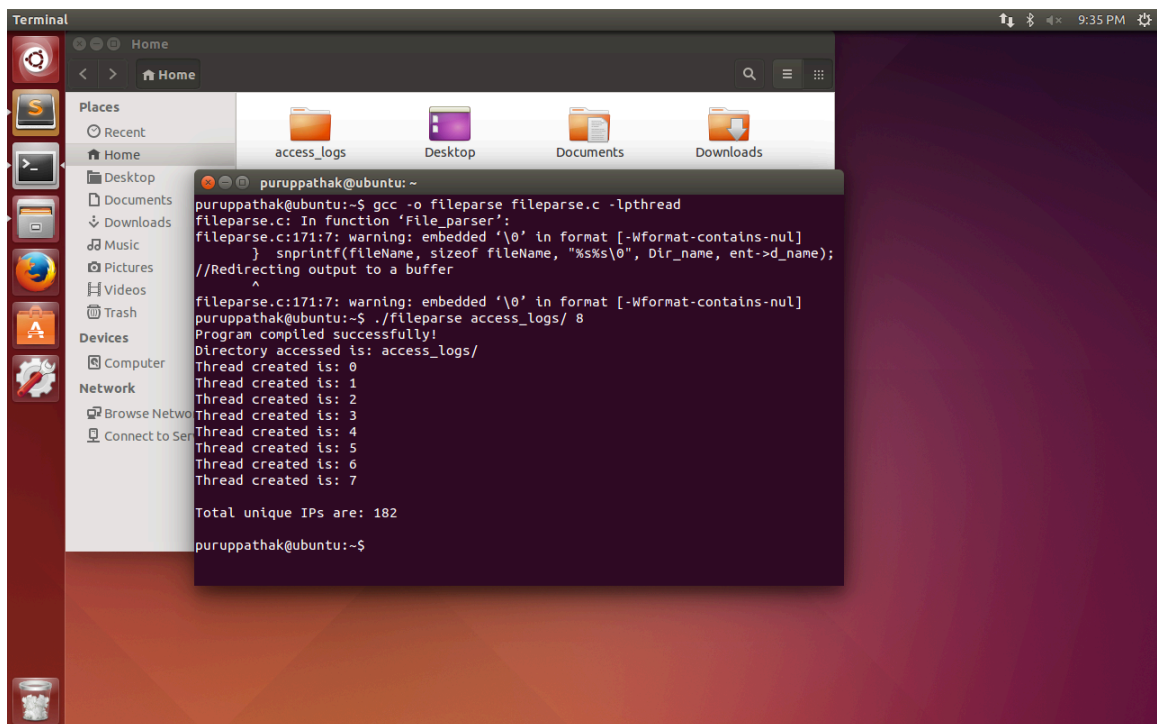 Terminal
9:35 PM
Home
Home
Places
Recent
Home
Desktop
Documents
Downloads
Music
Pictures
Videos
Trash
Devices
Computer
Network
Browse Netwo
Connect to Ser
access_logs
Desktop
Documents
Downloads
puruppathak@ubuntu: ~
puruppathak@ubuntu:~$ gcc -o fileparse fileparse.c -lpthread
fileparse.c: In function ‘File_parser’:
fileparse.c:171:7: warning: embedded ‘\0’ in format [-Wformat-contains-nul]
} snprintf(fileName, sizeof fileName, "%s%s\0", Dir_name, ent->d_name);
//Redirecting output to a buffer
^
fileparse.c:171:7: warning: embedded ‘\0’ in format [-Wformat-contains-nul]
puruppathak@ubuntu:~$ ./fileparse access_logs/ 8
Program compiled successfully!
Directory accessed is: access_logs/
Thread created is: 0
Thread created is: 1
Thread created is: 2
Thread created is: 3
Thread created is: 4
Thread created is: 5
Thread created is: 6
Thread created is: 7
Total unique IPs are: 182
puruppathak@ubuntu:~$